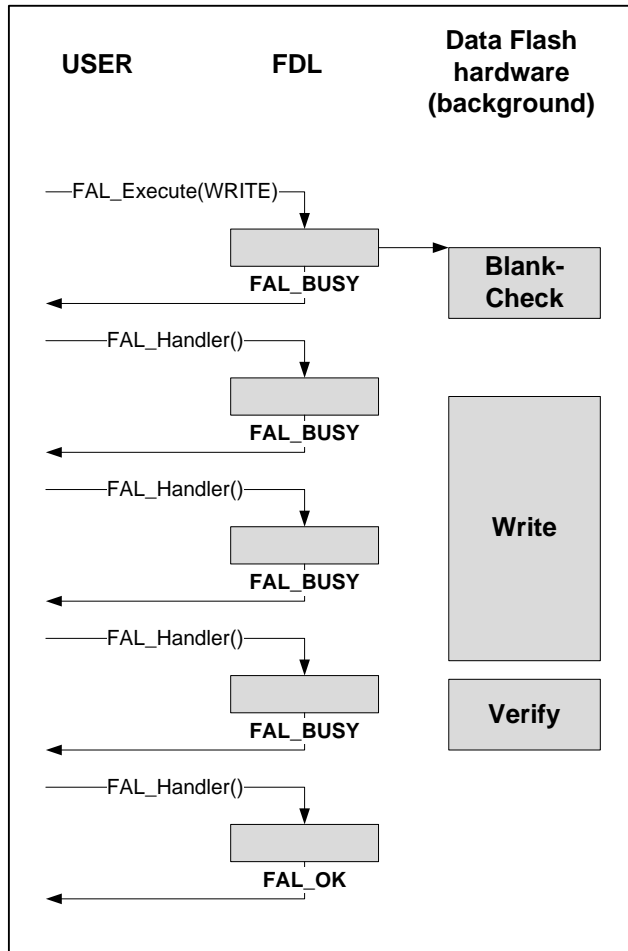 USER
FDL
Data Flash
hardware
(background)
FAL_Execute(WRITE)
FAL_BUSY
Blank-
Check
FAL_Handler()
FAL_BUSY
FAL_Handler()
FAL_BUSY
Write
FAL_Handler()
FAL_BUSY
Verify
FAL_Handler()
FAL_OK